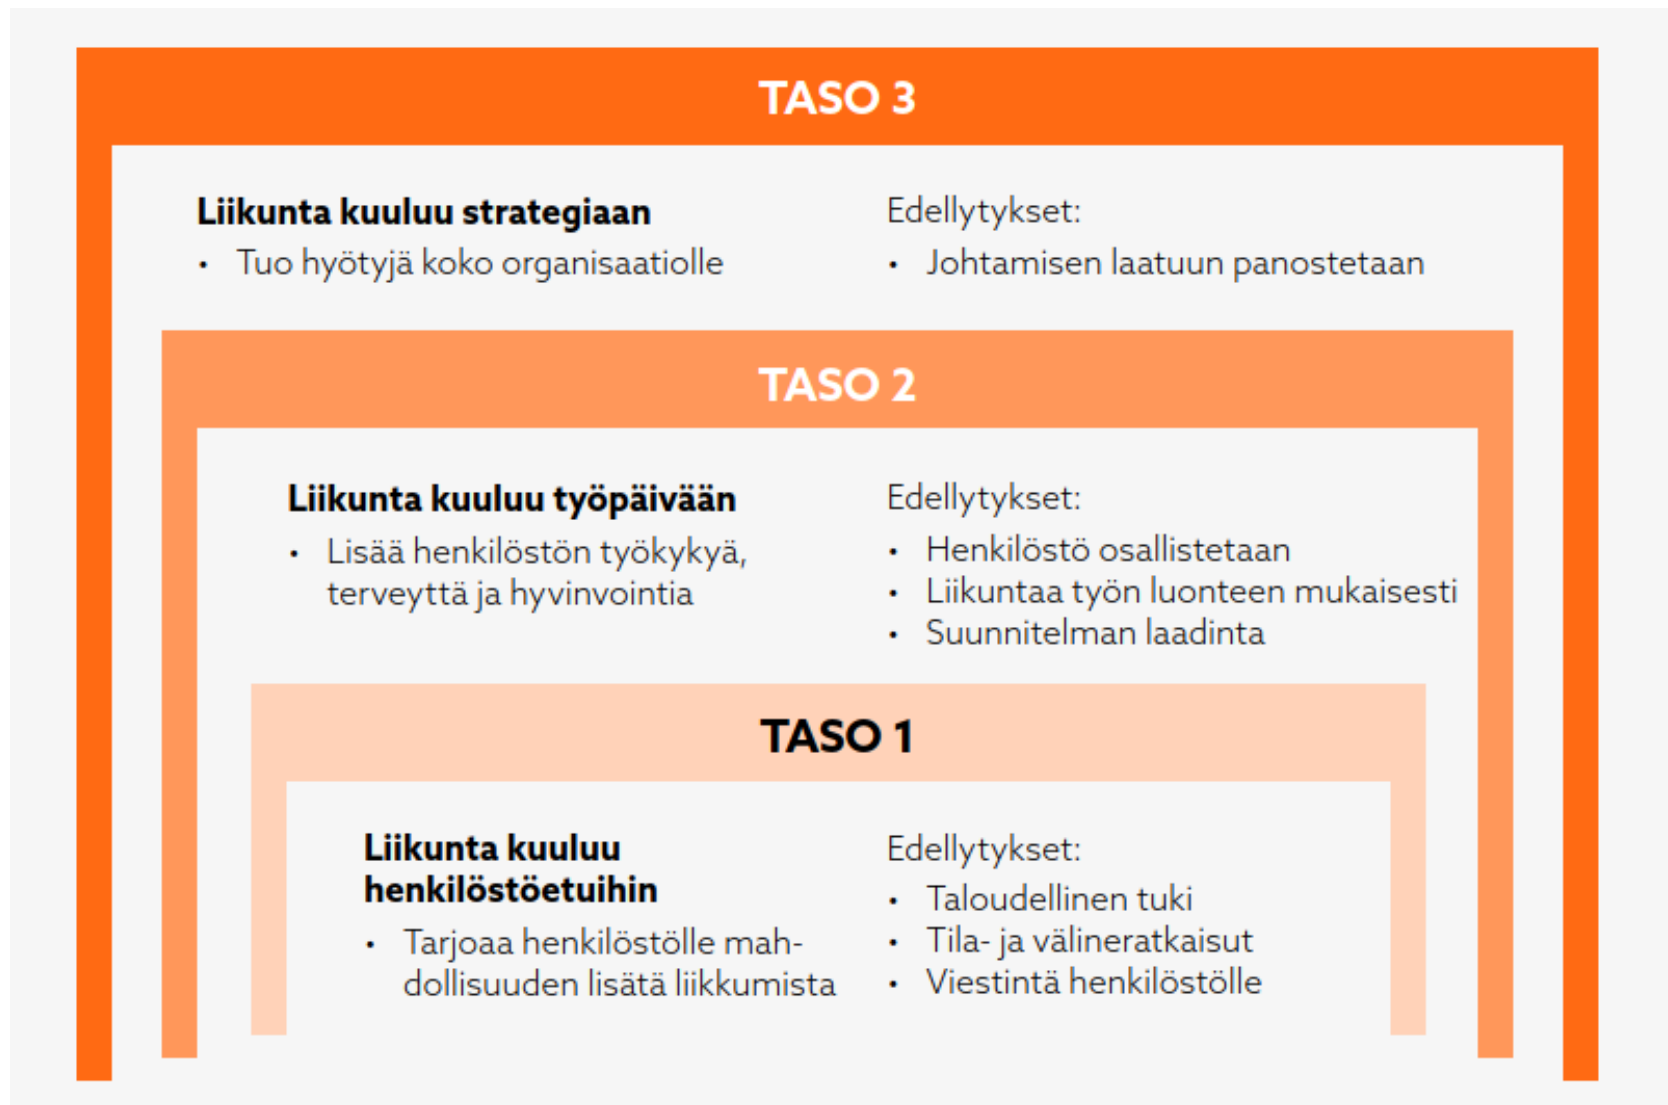 TASO 3
Liikunta kuuluu strategiaan
• Tuo hyötyjä koko organisaatiolle
Edellytykset:
• Johtamisen laatuun panostetaan
TASO 2
Liikunta kuuluu työpäivään
• Lisää henkilöstön työkykyä,
terveyttä ja hyvinvointia
Edellytykset:
• Henkilöstö osallistetaan
• Liikuntaa työn luonteen mukaisesti
• Suunnitelman laadinta
TASO 1
Liikunta kuuluu
henkilöstöetuihin
• Tarjoaa henkilöstölle mah-
dollisuuden lisätä liikkumista
Edellytykset:
• Taloudellinen tuki
• Tila- ja välineratkaisut
• Viestintä henkilöstölle